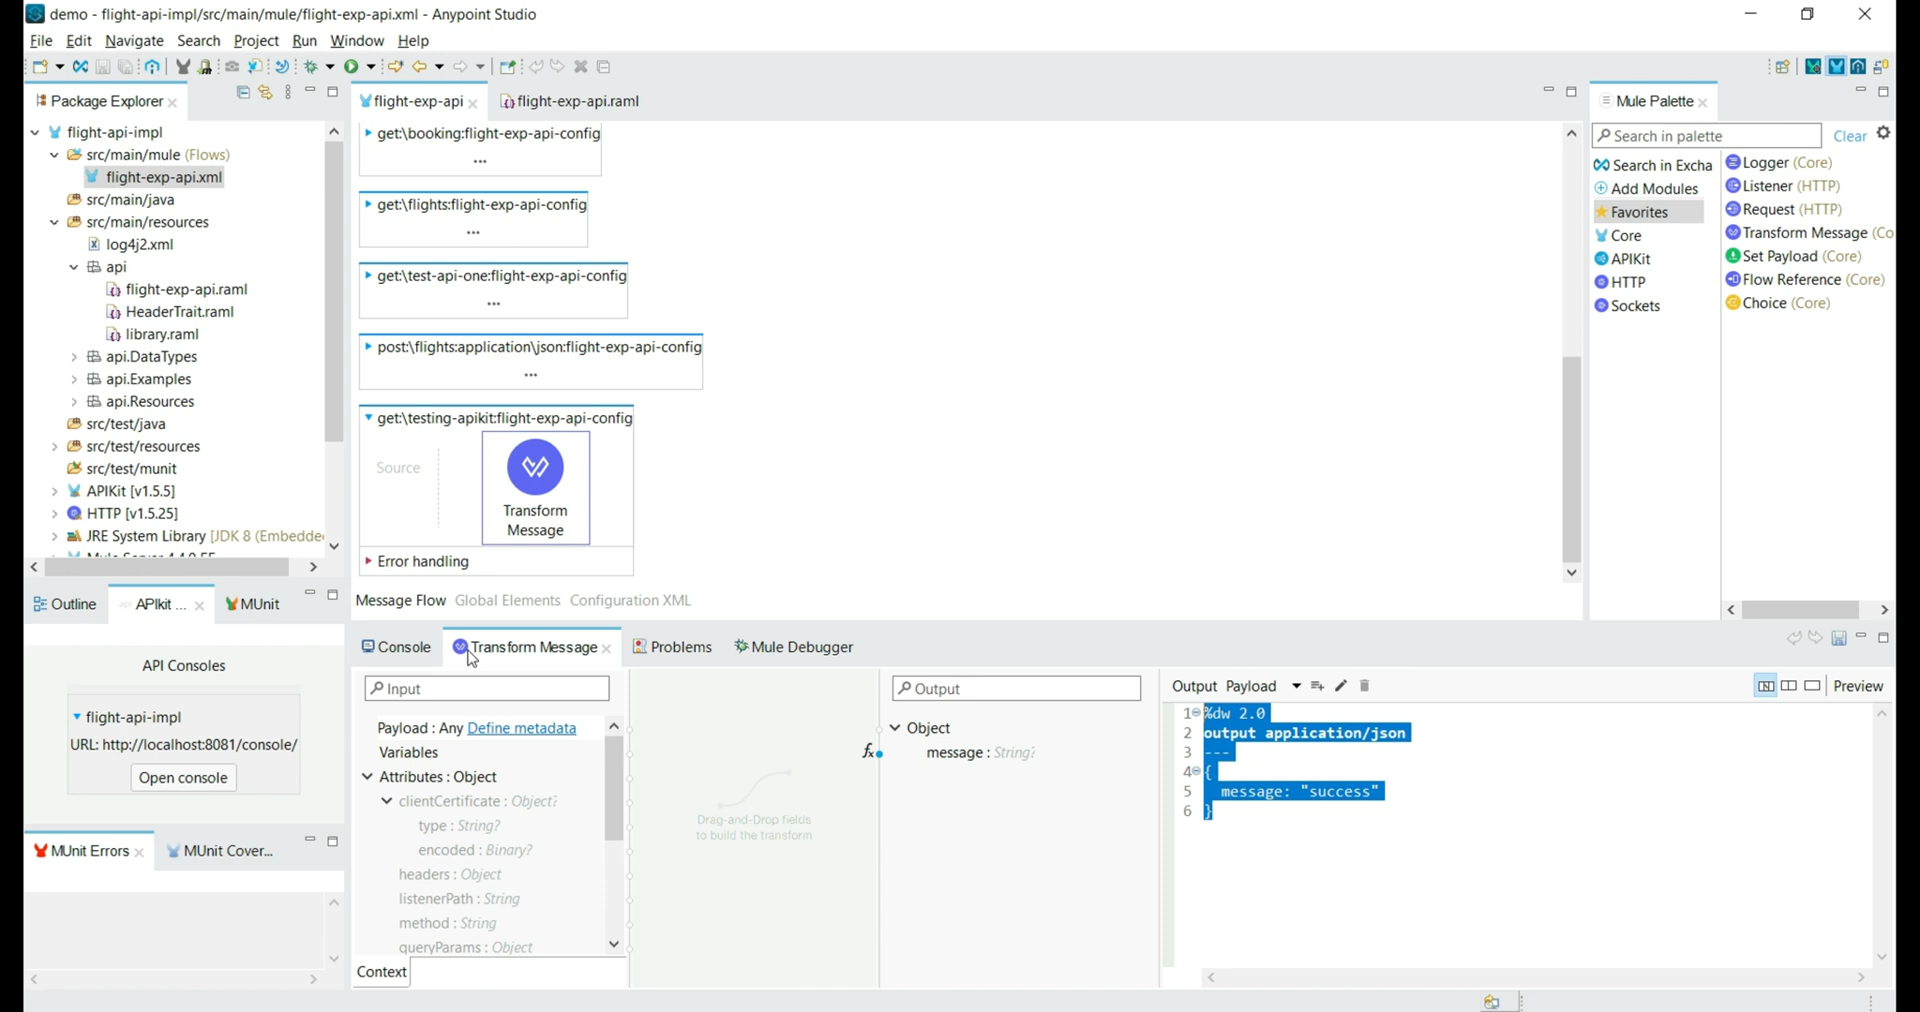 demo - flight-api-impl/src/main/mule/flight-exp-api.xml - Anypoint Studio
File Edit Navigate Search Project Run Window Help
Package Explorer
flight-api-impl
src/main/mule (Flows)
flight-exp-api.xml
src/main/java
src/main/resources
log4j2.xml
api
flight-exp-api.raml
HeaderTrait.raml
library.raml
api.DataTypes
api.Examples
api.Resources
src/test/java
src/test/resources
src/test/munit
APIKit [v1.5.5]
HTTP [v1.5.25]
JRE System Library [JDK 8 (Embedde
Outline APIkit ... MUnit
API Consoles
flight-api-impl
URL: http://localhost:8081/console/
Open console
MUnit Errors MUnit Cover...
flight-exp-api flight-exp-api.raml
get:\booking:flight-exp-api-config
...
get:\flights:flight-exp-api-config
...
get:\test-api-one:flight-exp-api-config
...
post:\flights:application\json:flight-exp-api-config
...
get:\testing-apikit:flight-exp-api-config
Source
Transform
Message
Error handling
Message Flow Global Elements Configuration XML
Mule Palette
Search in palette Clear
Search in Excha
Add Modules
Favorites
Core
APIKit
HTTP
Sockets
Logger (Core)
Listener (HTTP)
Request (HTTP)
Transform Message (Co
Set Payload (Core)
Flow Reference (Core)
Choice (Core)
Console Transform Message Problems Mule Debugger
Input
Payload : Any Define metadata
Variables
Attributes : Object
clientCertificate : Object?
type : String?
encoded : Binary?
headers : Object
listenerPath : String
method : String
queryParams : Object
Context
Drag-and-Drop fields
to build the transform
fx
Output
Object
message : String?
Output Payload Preview
1 %dw 2.0
2 output application/json
3 ---
4 {
5 message: "success"
6 }